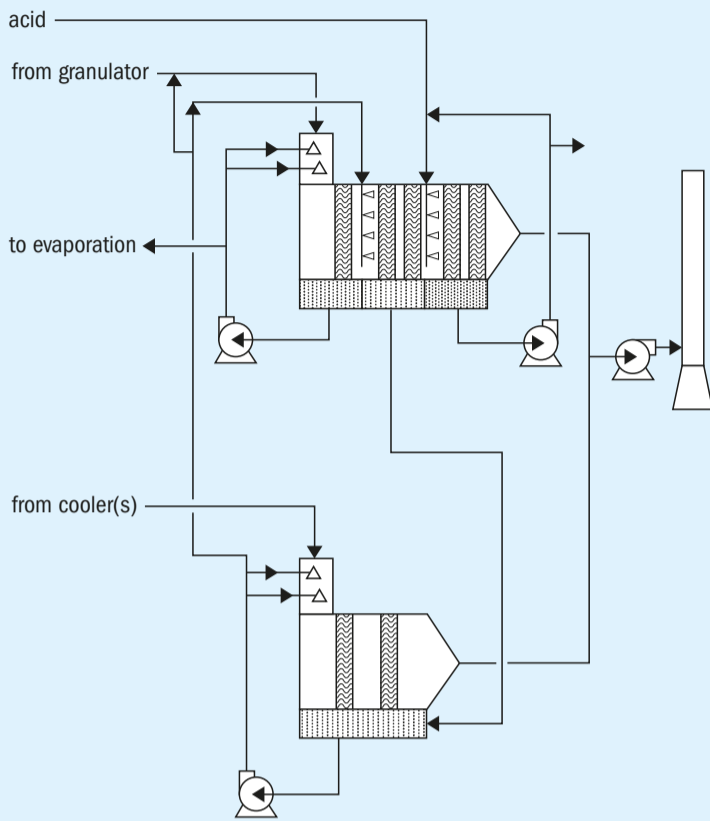 acid
from granulator
to evaporation
from cooler(s)